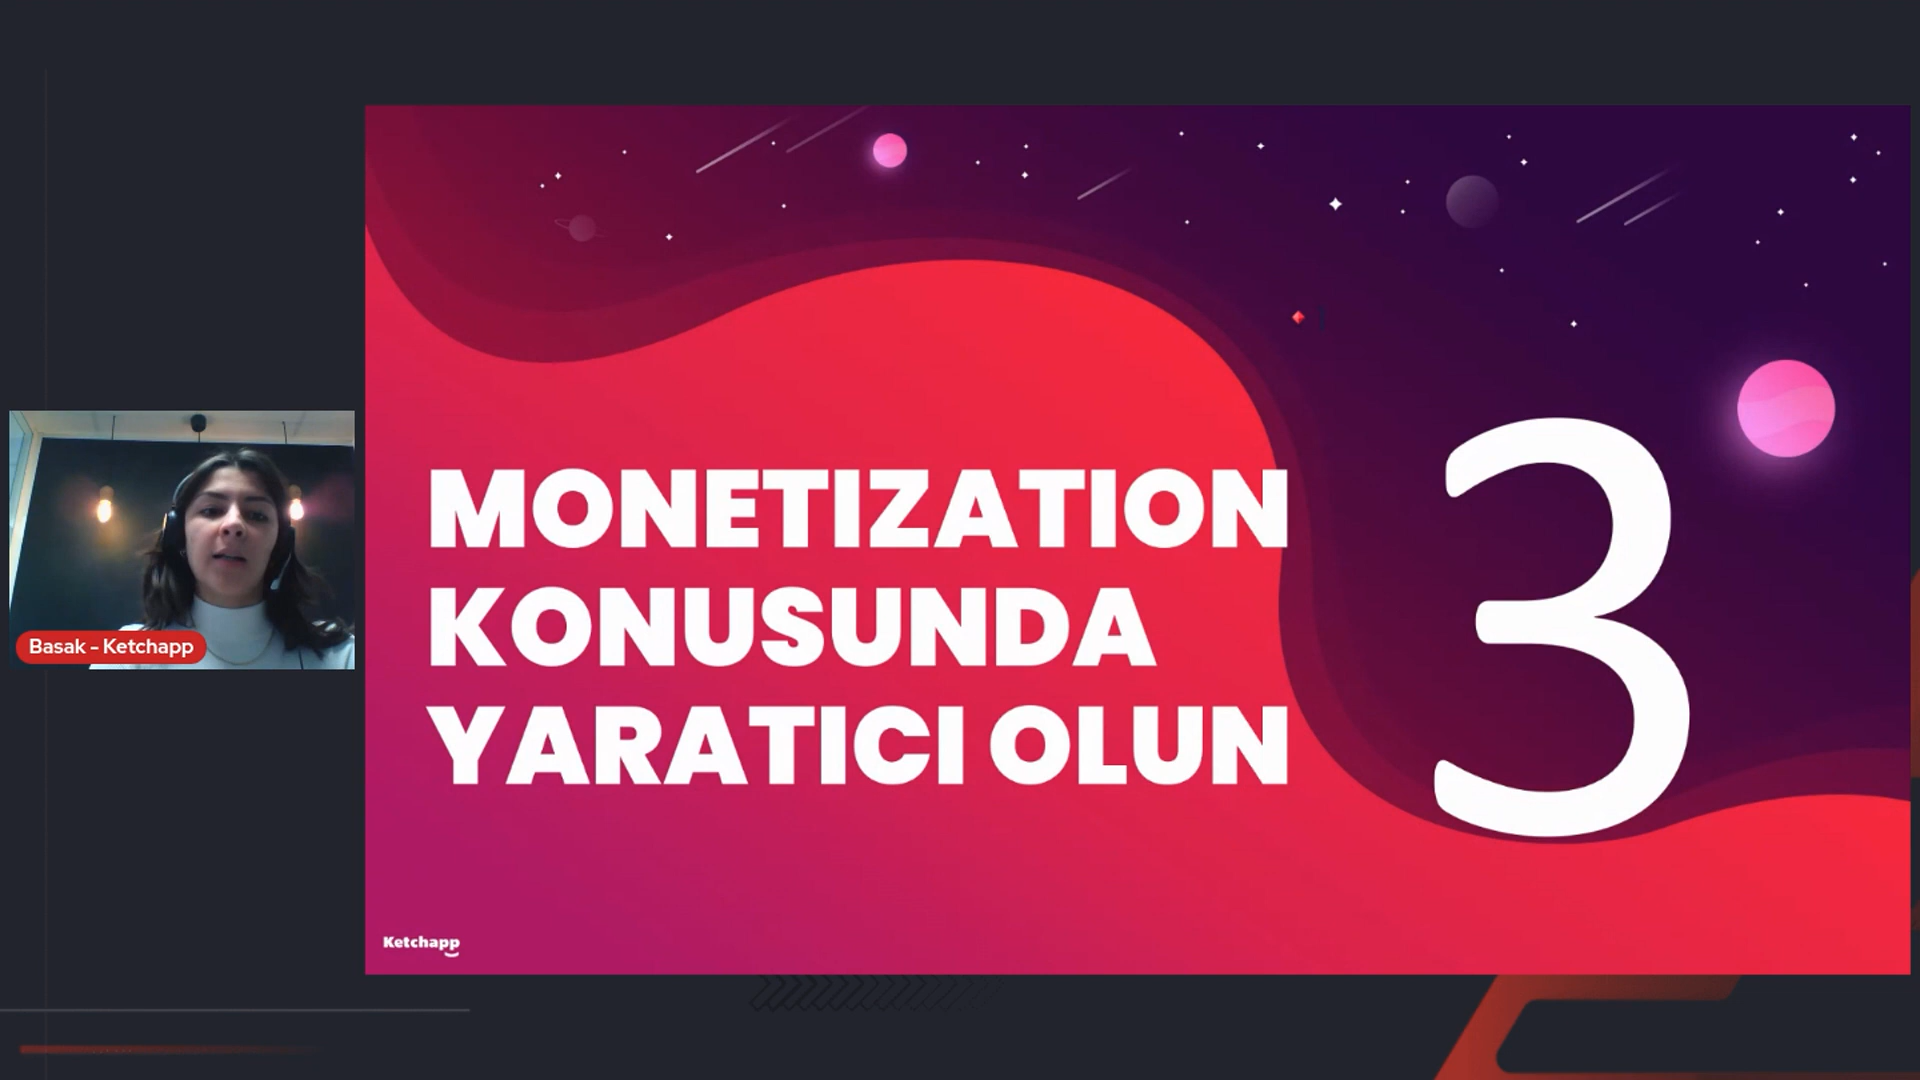 MONETIZATION
KONUSUNDA
YARATICI OLUN
3
Basak - Ketchapp
Ketchapp